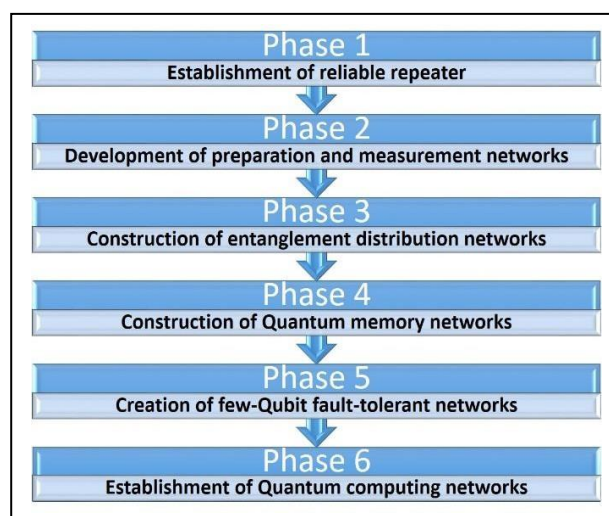 Phase 1
Establishment of reliable repeater
Phase 2
Development of preparation and measurement networks
Phase 3
Construction of entanglement distribution networks
Phase 4
Construction of Quantum memory networks
Phase 5
Creation of few-Qubit fault-tolerant networks
Phase 6
Establishment of Quantum computing networks